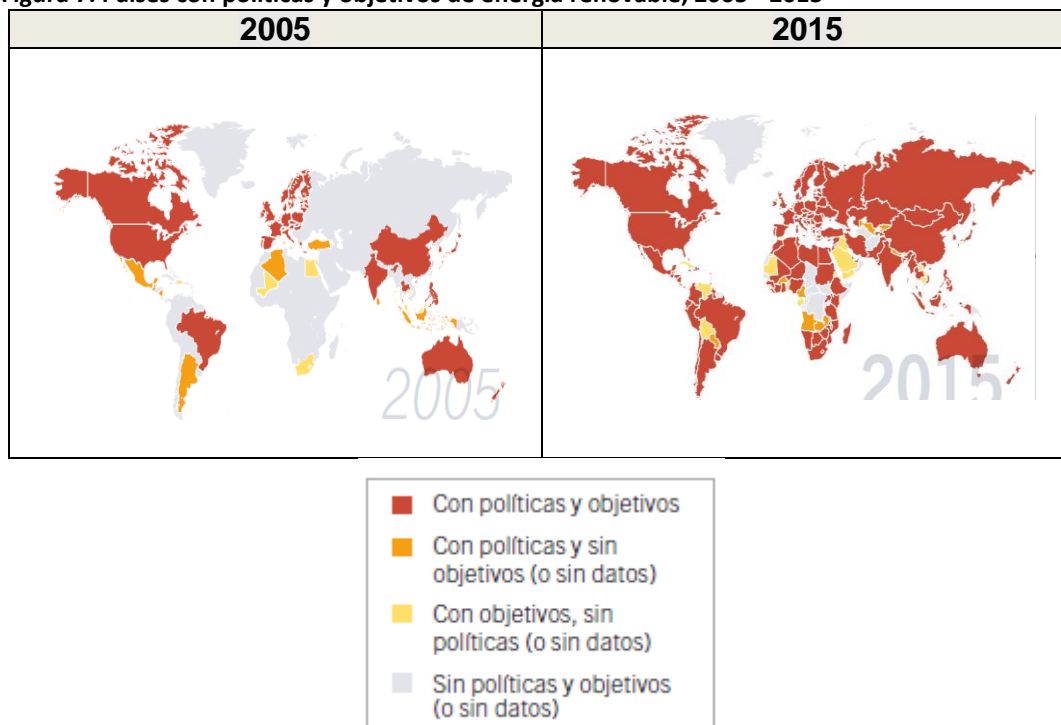 Figura 7. Países con políticas y objetivos de energía renovable, 2005 - 2015
2005
2015
2005
2015
Con políticas y objetivos
Con políticas y sin
objetivos (o sin datos)
Con objetivos, sin
políticas (o sin datos)
Sin políticas y objetivos
(o sin datos)